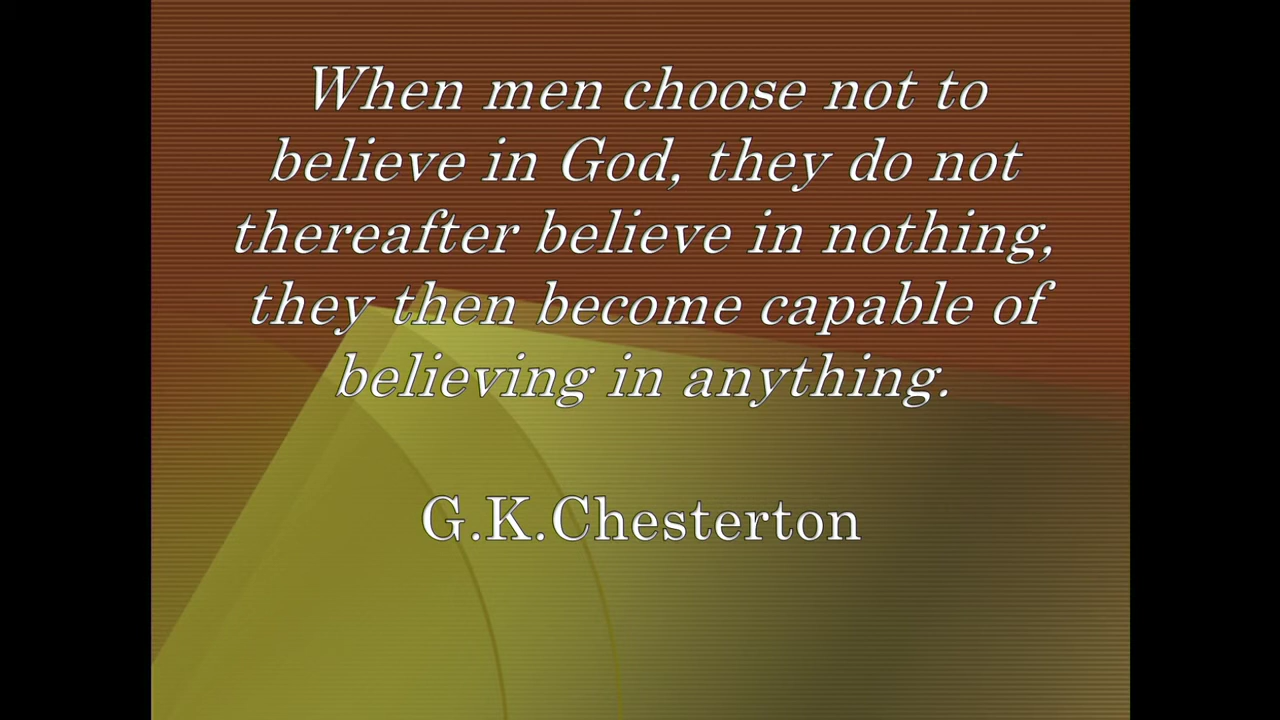 When men choose not to
believe in God, they do not
thereafter believe in nothing,
they then become capable of
believing in anything.
G.K.Chesterton